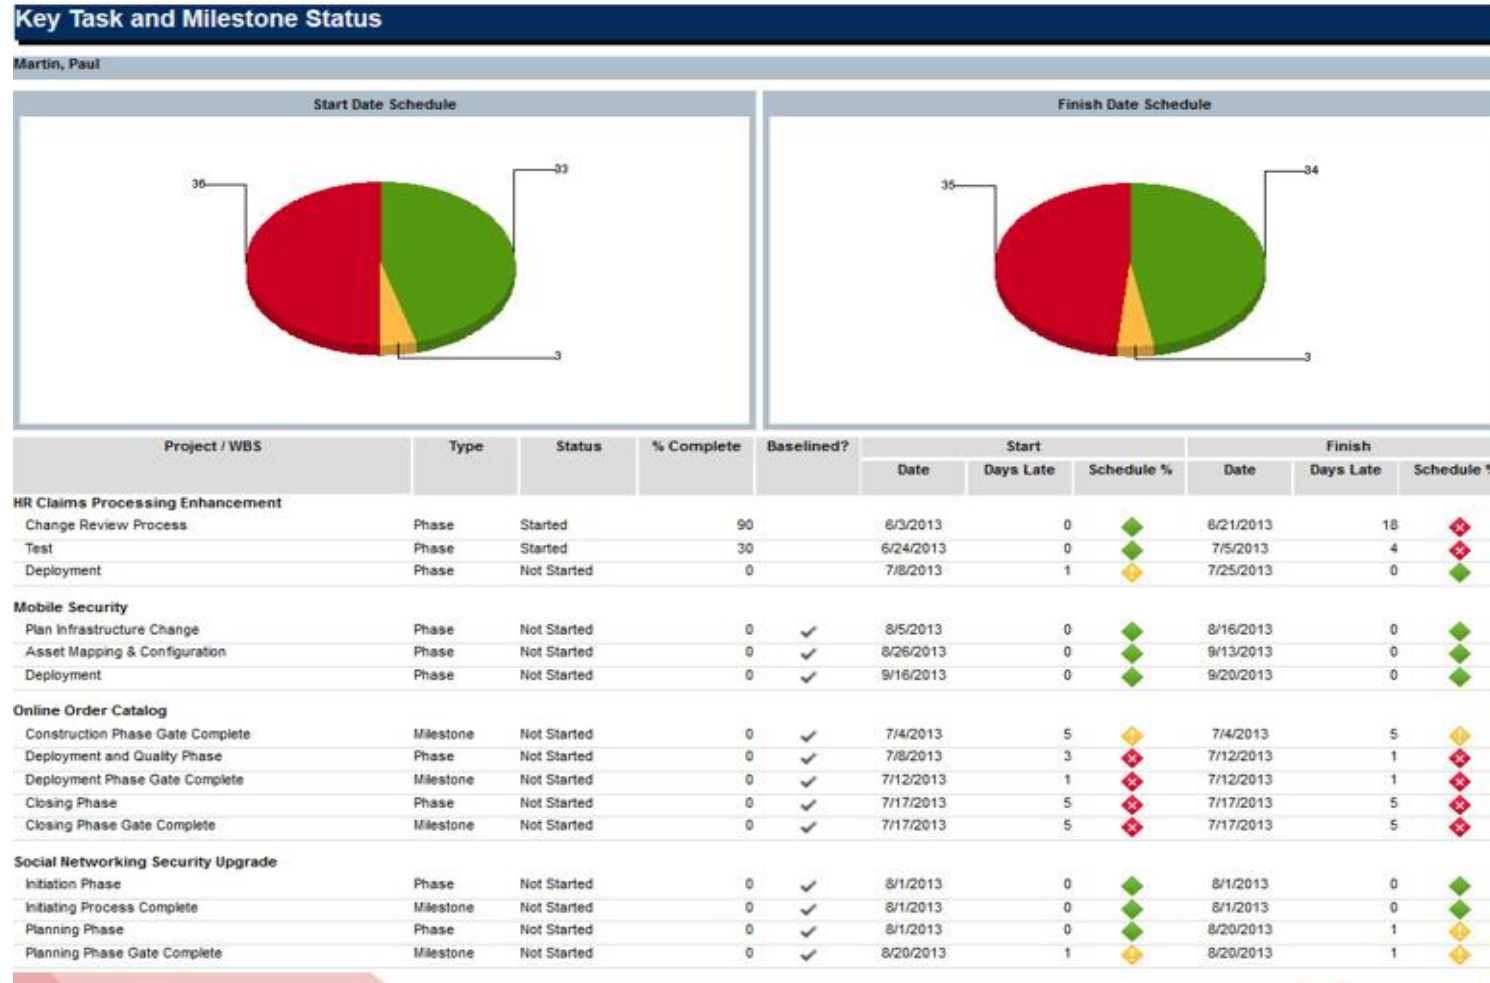 Key Task and Milestone Status
Martin, Paul
Start Date Schedule
36
33
3
Finish Date Schedule
35
34
3
Project / WBS Type Status % Complete Baselined? Start Finish
Date Days Late Schedule % Date Days Late Schedule
HR Claims Processing Enhancement
Change Review Process Phase Started 90 6/3/2013 0 6/21/2013 18
Test Phase Started 30 6/24/2013 0 7/5/2013 4
Deployment Phase Not Started 0 7/8/2013 1 7/25/2013 0
Mobile Security
Plan Infrastructure Change Phase Not Started 0 8/5/2013 0 8/16/2013 0
Asset Mapping & Configuration Phase Not Started 0 8/26/2013 0 9/13/2013 0
Deployment Phase Not Started 0 9/16/2013 0 9/20/2013 0
Online Order Catalog
Construction Phase Gate Complete Milestone Not Started 0 7/4/2013 5 7/4/2013 5
Deployment and Quality Phase Phase Not Started 0 7/8/2013 3 7/12/2013 1
Deployment Phase Gate Complete Milestone Not Started 0 7/12/2013 1 7/12/2013 1
Closing Phase Phase Not Started 0 7/17/2013 5 7/17/2013 5
Closing Phase Gate Complete Milestone Not Started 0 7/17/2013 5 7/17/2013 5
Social Networking Security Upgrade
Initiation Phase Phase Not Started 0 8/1/2013 0 8/1/2013 0
Initiating Process Complete Milestone Not Started 0 8/1/2013 0 8/1/2013 0
Planning Phase Phase Not Started 0 8/1/2013 0 8/20/2013 1
Planning Phase Gate Complete Milestone Not Started 0 8/20/2013 1 8/20/2013 1